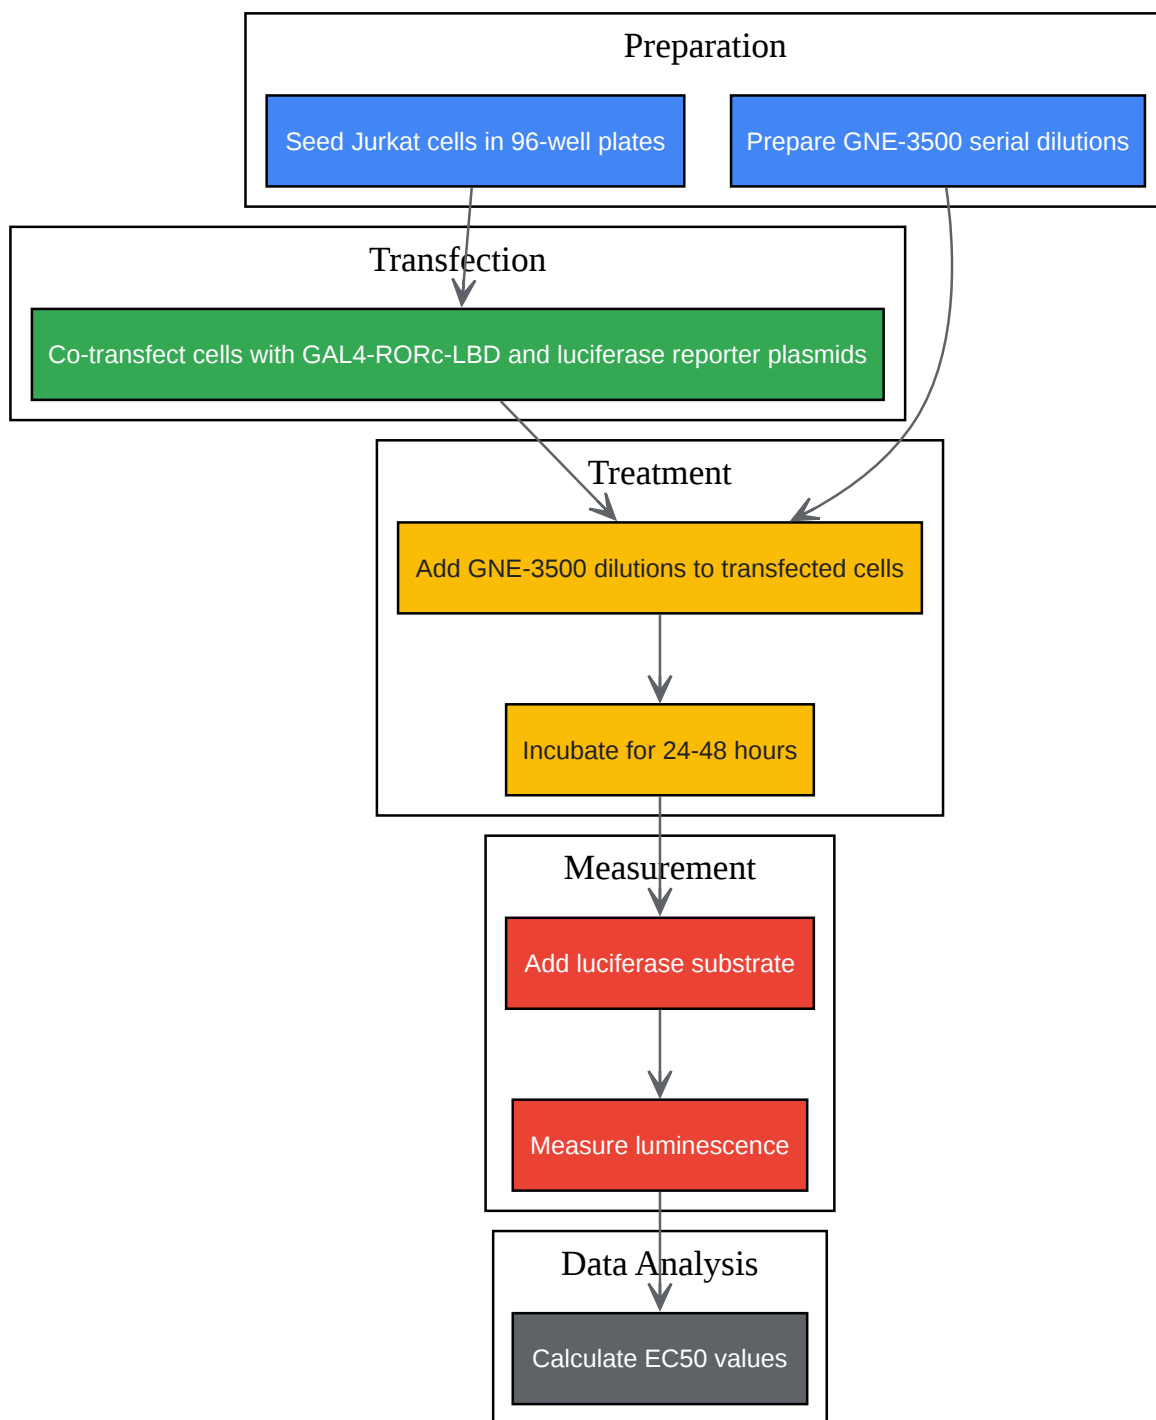 Preparation
Seed Jurkat cells in 96-well plates
Prepare GNE-3500 serial dilutions
Transfection
Co-transfect cells with GAL4-RORc-LBD and luciferase reporter plasmids
Treatment
Add GNE-3500 dilutions to transfected cells
Incubate for 24-48 hours
Measurement
Add luciferase substrate
Measure luminescence
Data Analysis
Calculate EC50 values